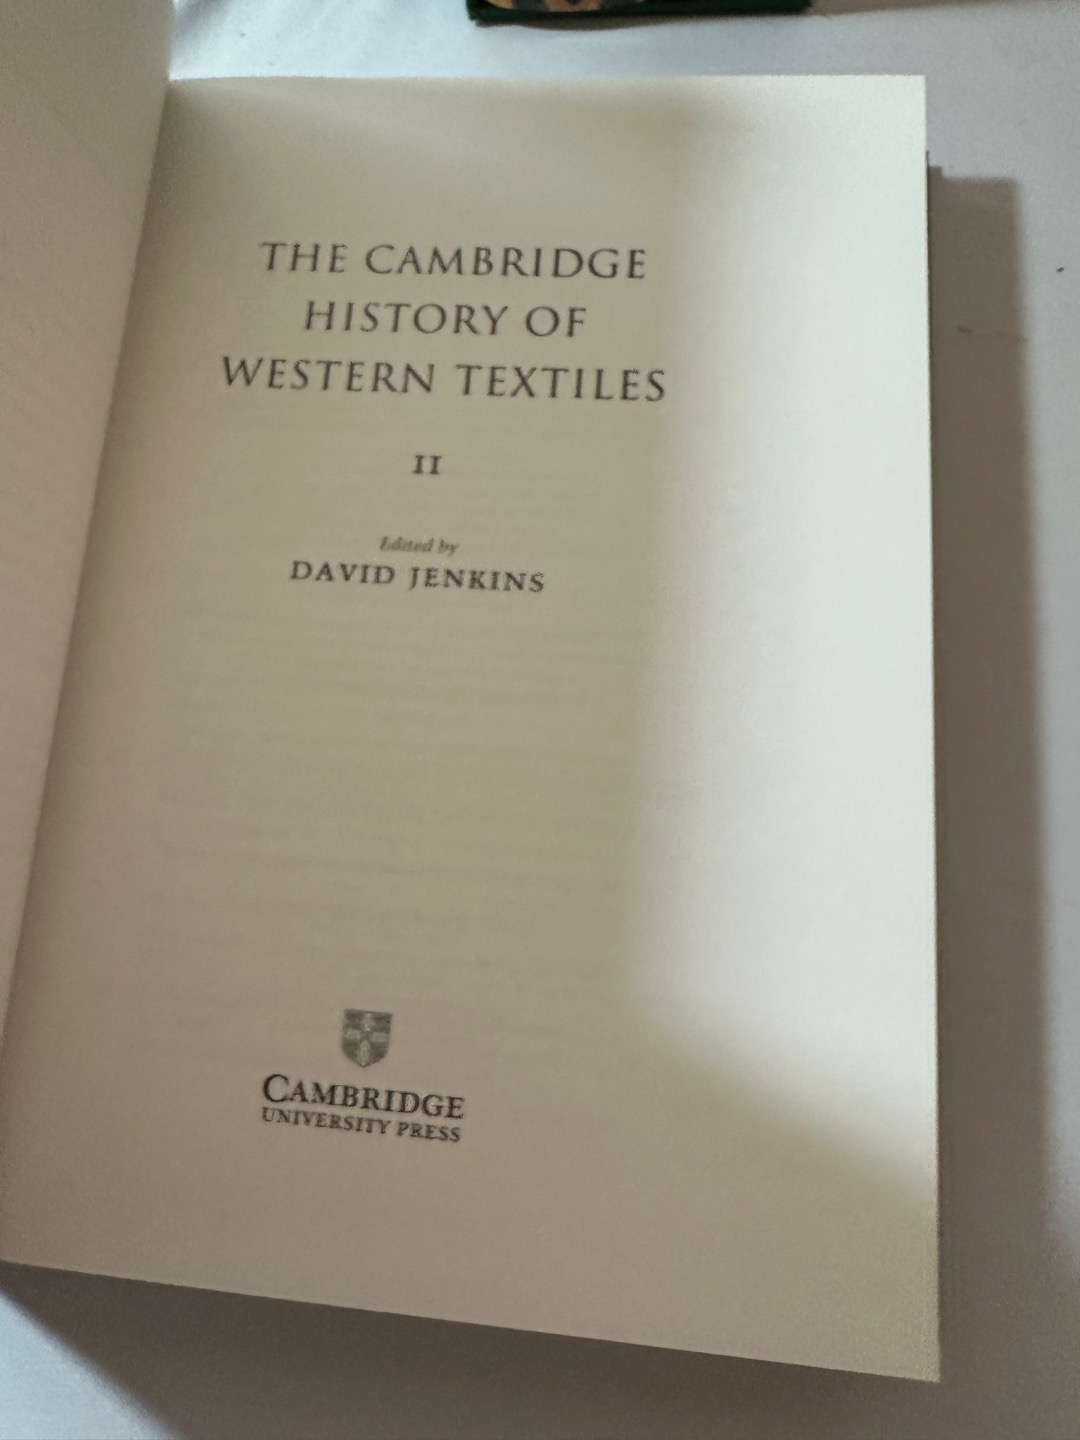 THE CAMBRIDGE
HISTORY OF
WESTERN TEXTILES
II
Edited by
DAVID JENKINS
CAMBRIDGE
UNIVERSITY PRESS